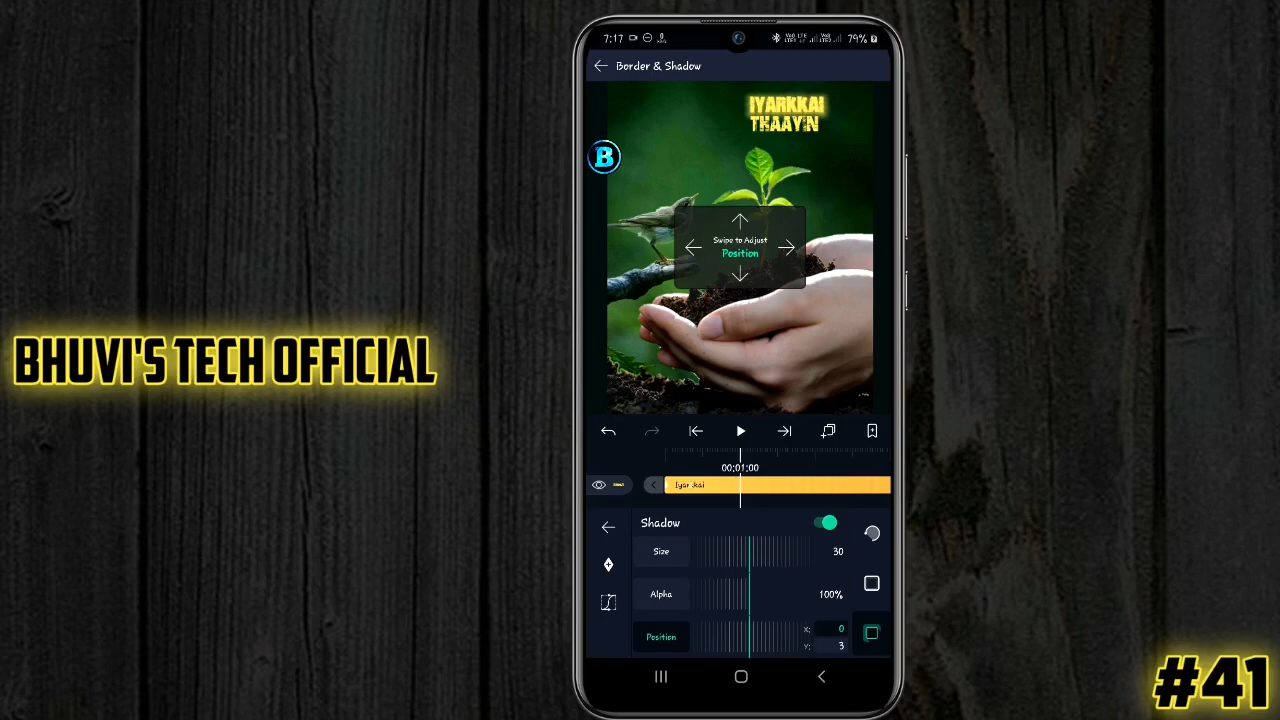 7:17
79%
Border & Shadow
IYARKKAI
THAAYIN
B
Swipe to Adjust
Position
BHUVI'S TECH OFFICIAL
00:01:00
Iyarkkai
Shadow
Size 30
Alpha 100%
Position X: 0
Y: 3
#41